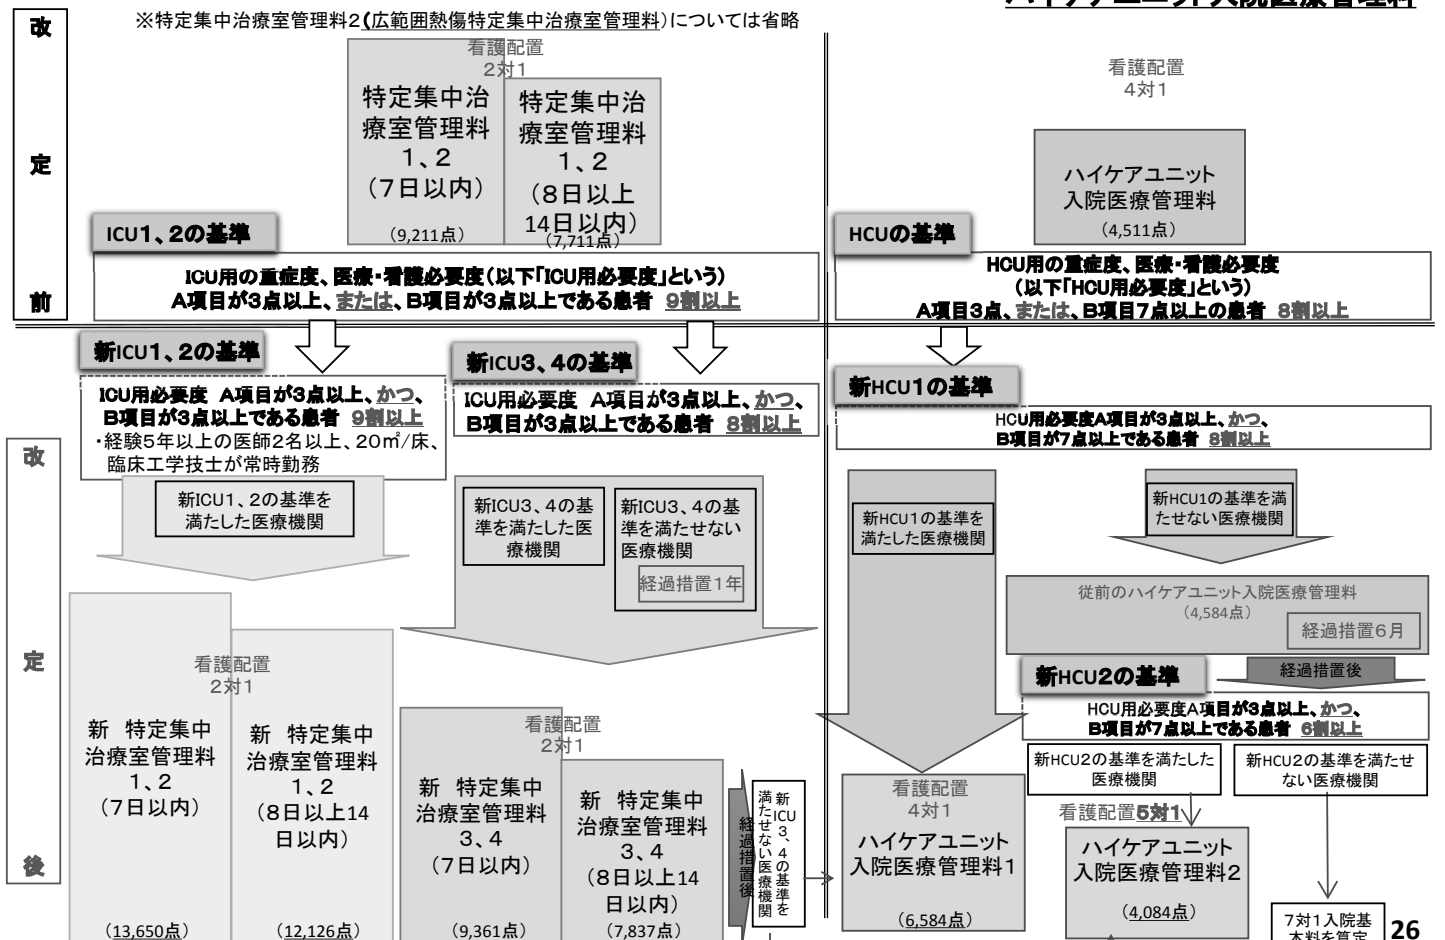 ハイケアユニット入院医療管理料
※特定集中治療室管理料2(広範囲熱傷特定集中治療室管理料)については省略
改
定
前
看護配置
2対1
特定集中治
療室管理料
1、2
(7日以内)
(9,211点)
特定集中治
療室管理料
1、2
(8日以上
14日以内)
(7,711点)
ICU1、2の基準
ICU用の重症度、医療・看護必要度(以下「ICU用必要度」という)
A項目が3点以上、または、B項目が3点以上である患者 9割以上
看護配置
4対1
ハイケアユニット
入院医療管理料
(4,511点)
HCUの基準
HCU用の重症度、医療・看護必要度
(以下「HCU用必要度」という)
A項目3点、または、B項目7点以上の患者 8割以上
改
定
後
新ICU1、2の基準
ICU用必要度 A項目が3点以上、かつ、
B項目が3点以上である患者 9割以上
・経験5年以上の医師2名以上、20㎡/床、
臨床工学技士が常時勤務
新ICU1、2の基準を
満たした医療機関
新ICU3、4の基準
ICU用必要度 A項目が3点以上、かつ、
B項目が3点以上である患者 8割以上
新ICU3、4の基
準を満たした医
療機関
新ICU3、4の基
準を満たせない
医療機関
経過措置1年
看護配置
2対1
新 特定集中
治療室管理料
1、2
(7日以内)
(13,650点)
新 特定集中
治療室管理料
1、2
(8日以上14
日以内)
(12,126点)
看護配置
2対1
新 特定集中
治療室管理料
3、4
(7日以内)
(9,361点)
新 特定集中
治療室管理料
3、4
(8日以上14
日以内)
(7,837点)
経過措置後
新ICU3、4の基準を
満たせない医療機関
新HCU1の基準
HCU用必要度A項目が3点以上、かつ、
B項目が7点以上である患者 8割以上
新HCU1の基準を
満たした医療機関
新HCU1の基準を満
たせない医療機関
従前のハイケアユニット入院医療管理料
(4,584点)
経過措置6月
経過措置後
新HCU2の基準
HCU用必要度A項目が3点以上、かつ、
B項目が7点以上である患者 6割以上
新HCU2の基準を満たした
医療機関
新HCU2の基準を満たせ
ない医療機関
看護配置
4対1
ハイケアユニット
入院医療管理料1
(6,584点)
看護配置5対1
ハイケアユニット
入院医療管理料2
(4,084点)
7対1入院基
本料を算定
26